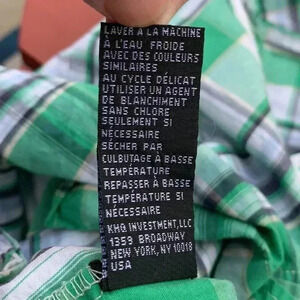 LAVER À LA MACHINE
À L'EAU FROIDE
AVEC DES COULEURS
SIMILAIRES
AU CYCLE DÉLICAT
UTILISER UN AGENT
DE BLANCHIMENT
SANS CHLORE
SEULEMENT SI
NÉCESSAIRE
SÉCHER PAR
CULBUTAGE À BASSE
TEMPÉRATURE
REPASSER À BASSE
TEMPÉRATURE SI
NÉCESSAIRE
KHQ INVESTMENT,LLC
1359 BROADWAY
NEW YORK, NY 10018
USA